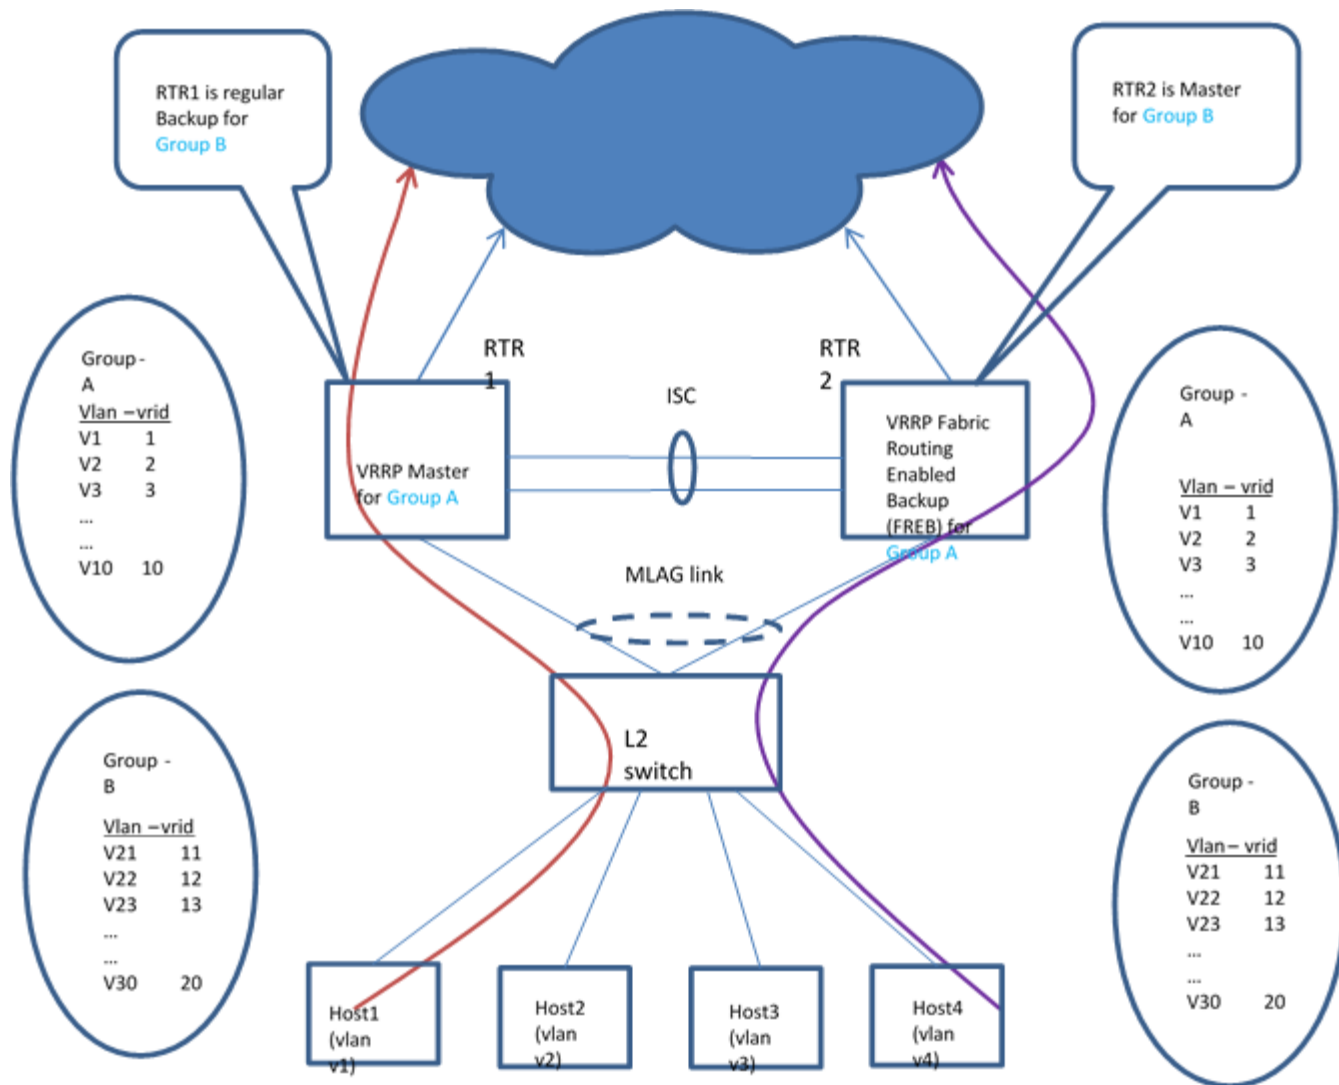 RTR1 is regular
Backup for
Group B
RTR2 is Master
for Group B
RTR
1
RTR
2
ISC
Group -
A
Vlan – vrid
V1 1
V2 2
V3 3
...
...
V10 10
VRRP Master
for Group A
VRRP Fabric
Routing
Enabled
Backup
(FREB) for
Group A
Group -
A
Vlan – vrid
V1 1
V2 2
V3 3
...
...
V10 10
MLAG link
L2
switch
Group -
B
Vlan – vrid
V21 11
V22 12
V23 13
...
...
V30 20
Group -
B
Vlan – vrid
V21 11
V22 12
V23 13
...
...
V30 20
Host1
(vlan
v1)
Host2
(vlan
v2)
Host3
(vlan
v3)
Host4
(vlan
v4)